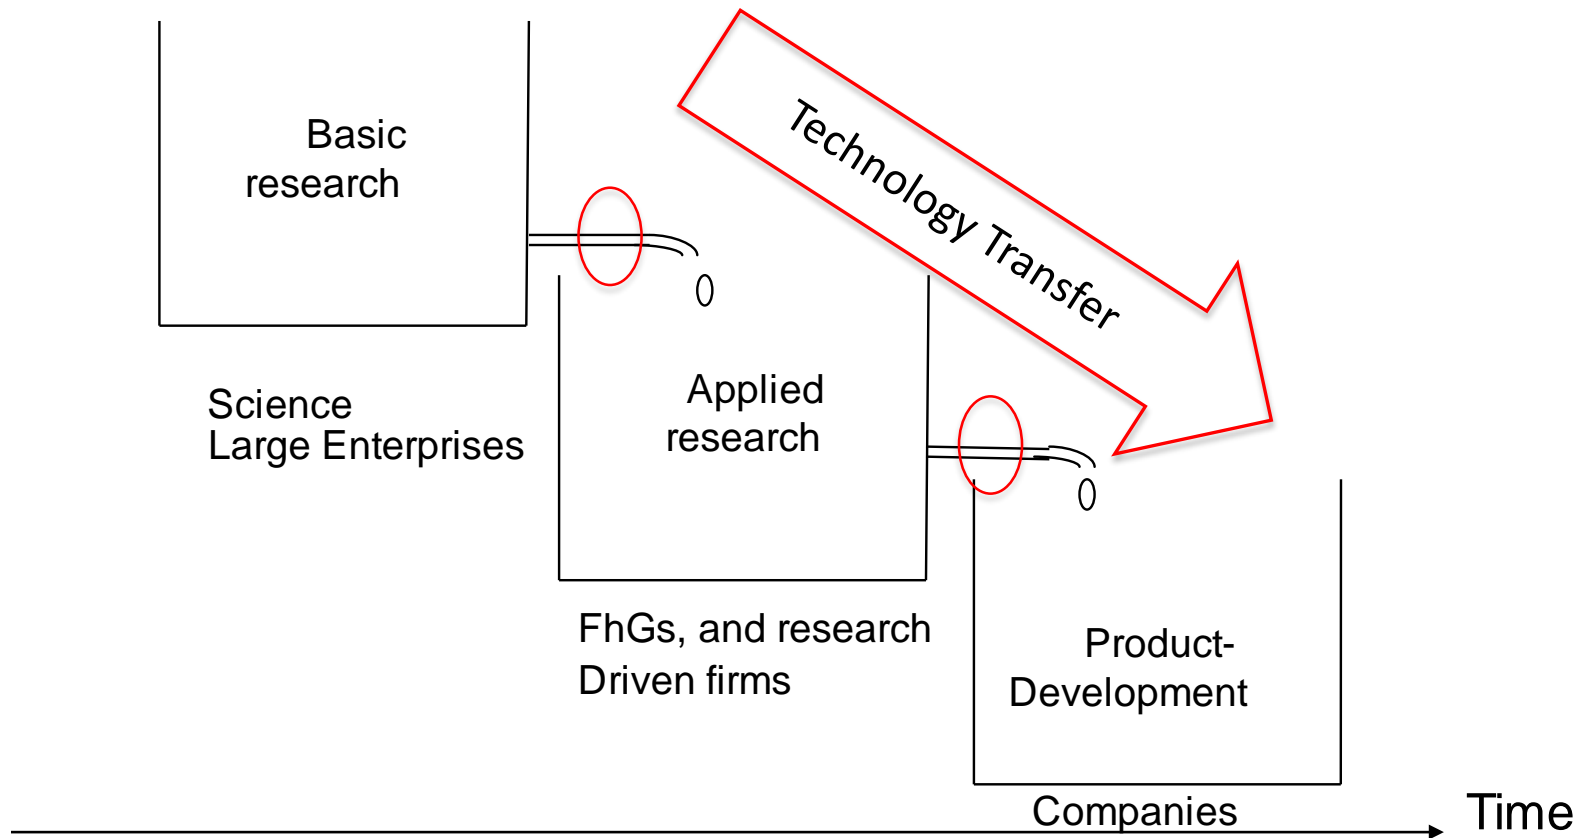 Basic
research
Technology Transfer
Science
Large Enterprises
Applied
research
FhGs, and research
Driven firms
Product-
Development
Companies
Time